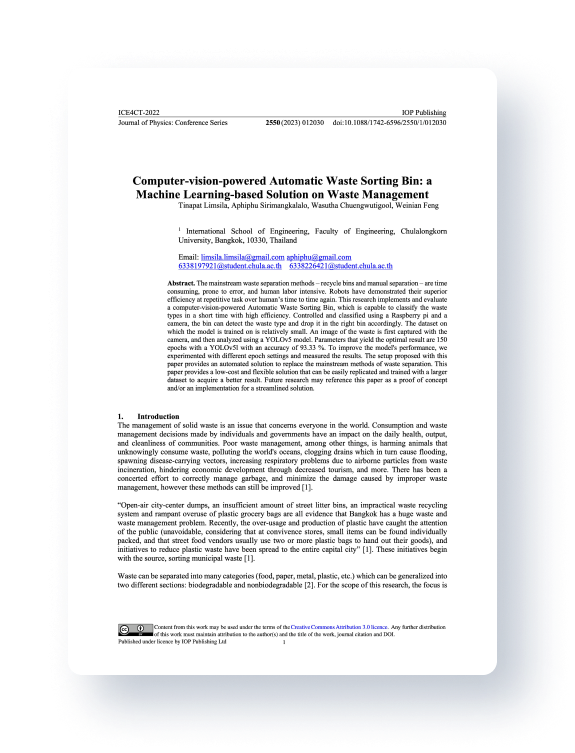 ICE4CT-2022 IOP Publishing
Journal of Physics: Conference Series 2550 (2023) 012030 doi:10.1088/1742-6596/2550/1/012030
Computer-vision-powered Automatic Waste Sorting Bin: a
Machine Learning-based Solution on Waste Management
Tinapat Limsila, Aphiphu Sirimangkalalo, Wasutha Chuengwutigool, Weinian Feng
1 International School of Engineering, Faculty of Engineering, Chulalongkorn
University, Bangkok, 10330, Thailand
Email: limsila.limsila@gmail.com aphiphu@gmail.com
6338197921@student.chula.ac.th 6338226421@student.chula.ac.th
Abstract. The mainstream waste separation methods – recycle bins and manual separation – are time
consuming, prone to error, and human labor intensive. Robots have demonstrated their superior
efficiency at repetitive task over human's time to time again. This research implements and evaluate
a computer-vision-powered Automatic Waste Sorting Bin, which is capable to classify the waste
types in a short time with high efficiency. Controlled and classified using a Raspberry pi and a
camera, the bin can detect the waste type and drop it in the right bin accordingly. The dataset on
which the model is trained on is relatively small. An image of the waste is first captured with the
camera, and then analyzed using a YOLOv5 model. Parameters that yield the optimal result are 150
epochs with a YOLOv5l with an accuracy of 93.33 %. To improve the model's performance, we
experimented with different epoch settings and measured the results. The setup proposed with this
paper provides an automated solution to replace the mainstream methods of waste separation. This
paper provides a low-cost and flexible solution that can be easily replicated and trained with a larger
dataset to acquire a better result. Future research may reference this paper as a proof of concept
and/or an implementation for a streamlined solution.
1. Introduction
The management of solid waste is an issue that concerns everyone in the world. Consumption and waste
management decisions made by individuals and governments have an impact on the daily health, output,
and cleanliness of communities. Poor waste management, among other things, is harming animals that
unknowingly consume waste, polluting the world's oceans, clogging drains which in turn cause flooding,
spawning disease-carrying vectors, increasing respiratory problems due to airborne particles from waste
incineration, hindering economic development through decreased tourism, and more. There has been a
concerted effort to correctly manage garbage, and minimize the damage caused by improper waste
management, however these methods can still be improved [1].
“Open-air city-center dumps, an insufficient amount of street litter bins, an impractical waste recycling
system and rampant overuse of plastic grocery bags are all evidence that Bangkok has a huge waste and
waste management problem. Recently, the over-usage and production of plastic have caught the attention
of the public (unavoidable, considering that at convivence stores, small items can be found individually
packed, and that street food vendors usually use two or more plastic bags to hand out their goods), and
initiatives to reduce plastic waste have been spread to the entire capital city” [1]. These initiatives begin
with the source, sorting municipal waste [1].
Waste can be separated into many categories (food, paper, metal, plastic, etc.) which can be generalized into
two different sections: biodegradable and nonbiodegradable [2]. For the scope of this research, the focus is
Content from this work may be used under the terms of the Creative Commons Attribution 3.0 licence. Any further distribution
of this work must maintain attribution to the author(s) and the title of the work, journal citation and DOI.
Published under licence by IOP Publishing Ltd 1